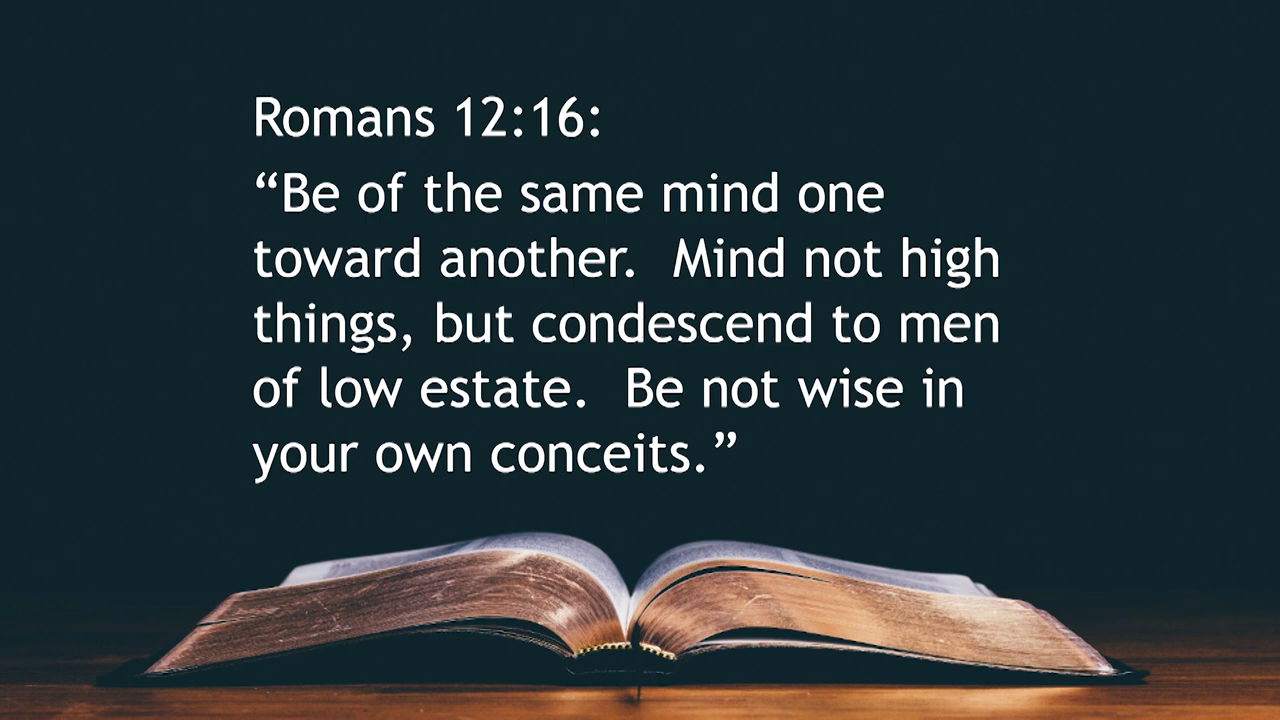 Romans 12:16:
“Be of the same mind one
toward another.  Mind not high
things, but condescend to men
of low estate.  Be not wise in
your own conceits.”